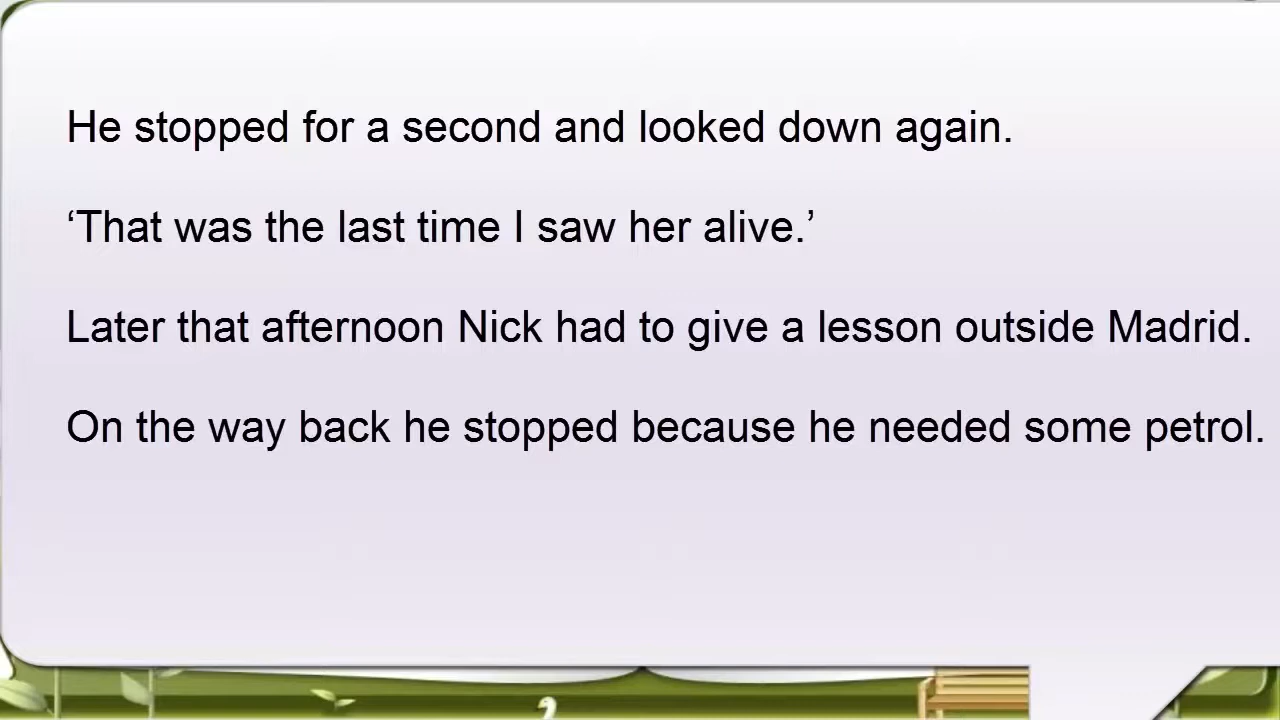 He stopped for a second and looked down again.
‘That was the last time I saw her alive.’
Later that afternoon Nick had to give a lesson outside Madrid.
On the way back he stopped because he needed some petrol.